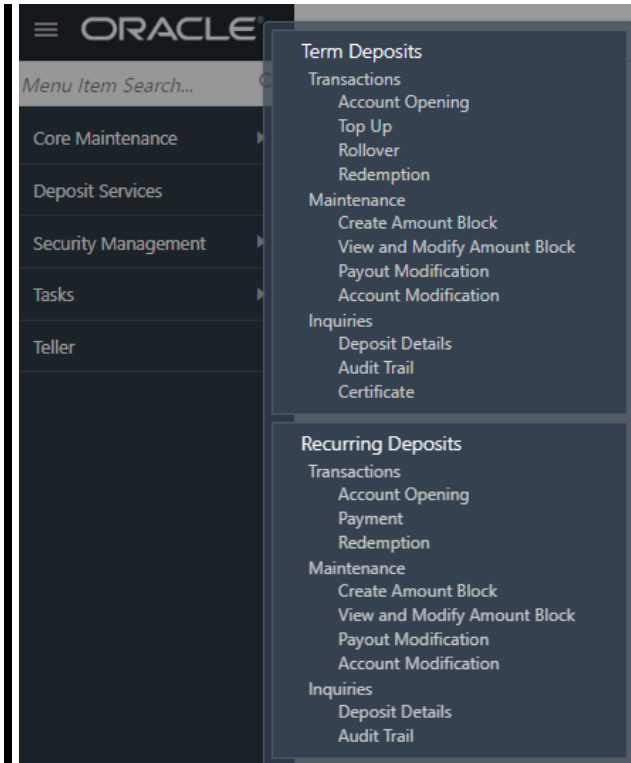 ORACLE
Menu Item Search...
Core Maintenance
Deposit Services
Security Management
Tasks
Teller
Term Deposits
Transactions
Account Opening
Top Up
Rollover
Redemption
Maintenance
Create Amount Block
View and Modify Amount Block
Payout Modification
Account Modification
Inquiries
Deposit Details
Audit Trail
Certificate
Recurring Deposits
Transactions
Account Opening
Payment
Redemption
Maintenance
Create Amount Block
View and Modify Amount Block
Payout Modification
Account Modification
Inquiries
Deposit Details
Audit Trail